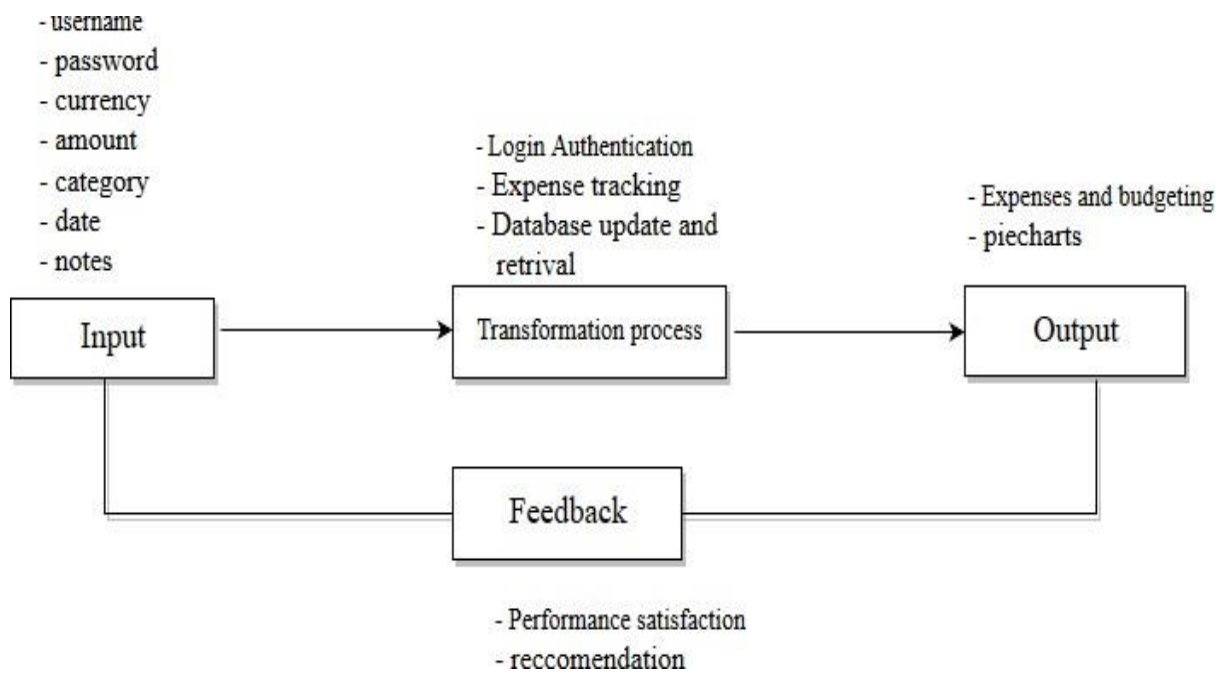 - username
- password
- currency
- amount
- category
- date
- notes
Input
- Login Authentication
- Expense tracking
- Database update and
retrival
Transformation process
- Expenses and budgeting
- piecharts
Output
Feedback
- Performance satisfaction
- reccomendation